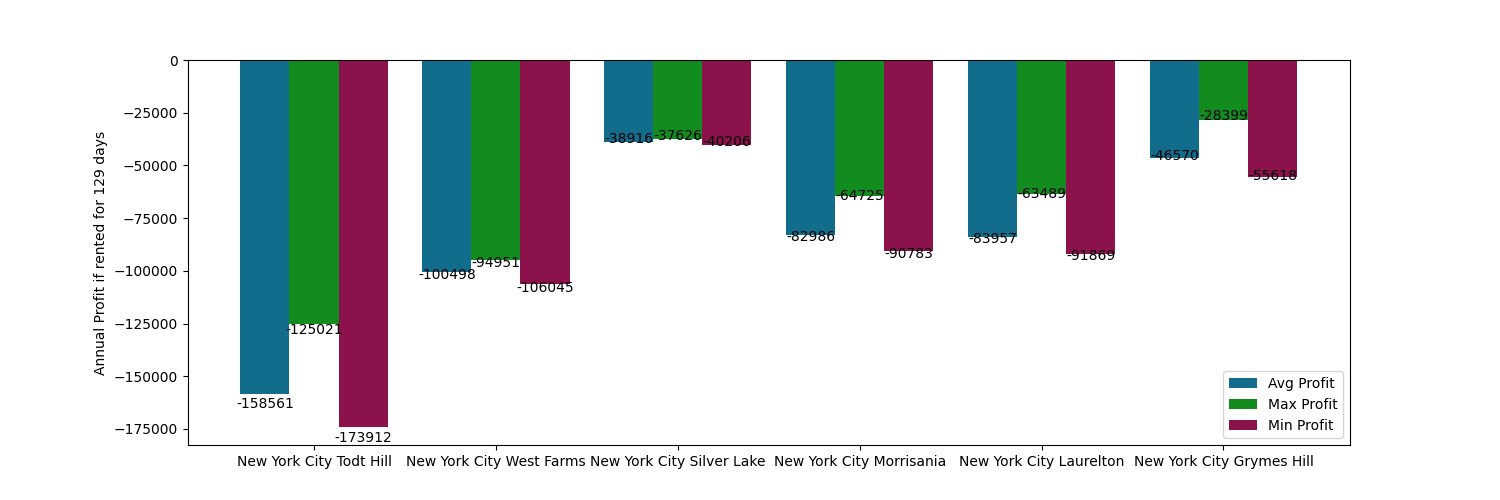 Annual Profit if rented for 129 days
0
−25000
−50000
−75000
−100000
−125000
−150000
−175000
-158561
-125021
-173912
-100498
-94951
-106045
-38916
-37626
-40206
-82986
-64725
-90783
-83957
-63489
-91869
-46570
-28399
-55618
Avg Profit
Max Profit
Min Profit
New York City Todt Hill
New York City West Farms
New York City Silver Lake
New York City Morrisania
New York City Laurelton
New York City Grymes Hill